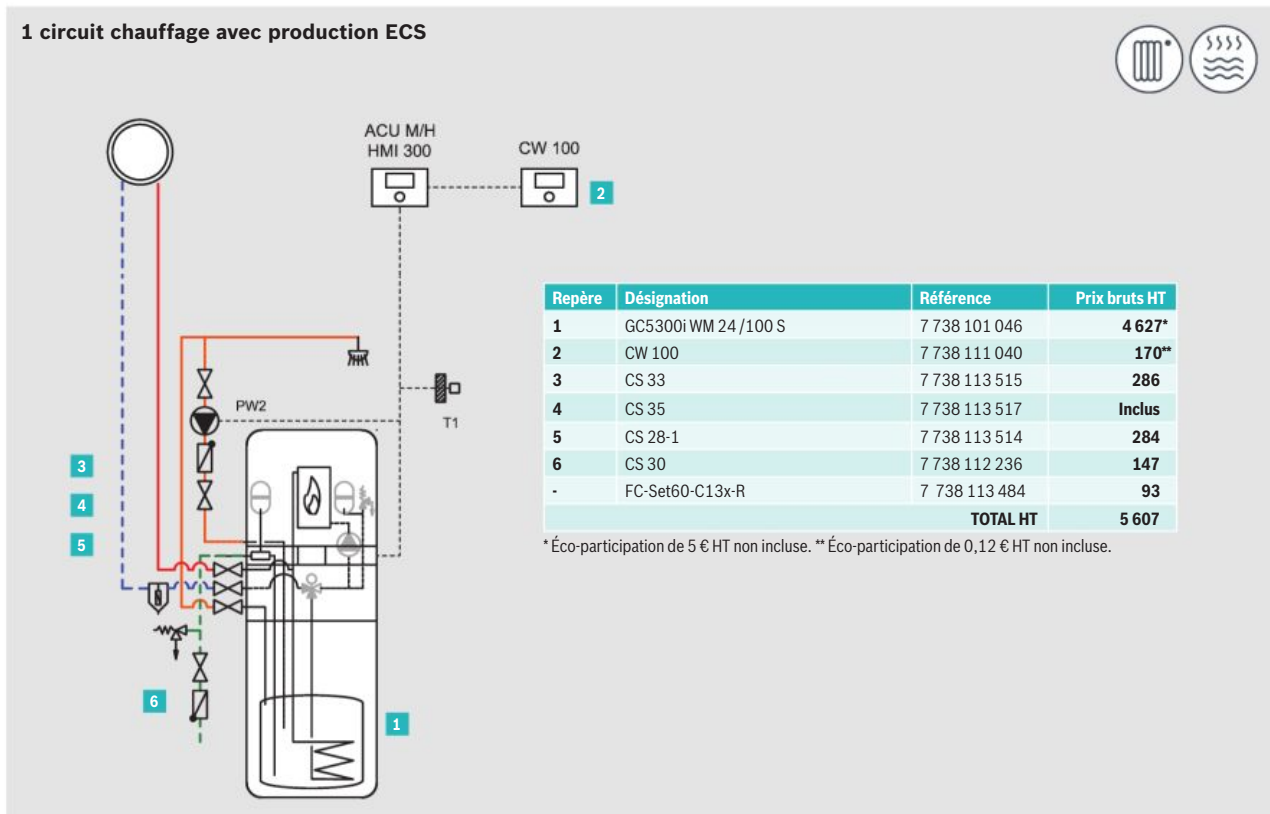 1 circuit chauffage avec production ECS
ACU M/H
HMI 300
CW 100
2
PW2
T1
3
4
5
6
1
Repère Désignation Référence Prix bruts HT
1 GC5300i WM 24 /100 S 7 738 101 046 4 627*
2 CW 100 7 738 111 040 170**
3 CS 33 7 738 113 515 286
4 CS 35 7 738 113 517 Inclus
5 CS 28-1 7 738 113 514 284
6 CS 30 7 738 112 236 147
- FC-Set60-C13x-R 7 738 113 484 93
TOTAL HT 5 607
* Éco-participation de 5 € HT non incluse. ** Éco-participation de 0,12 € HT non incluse.